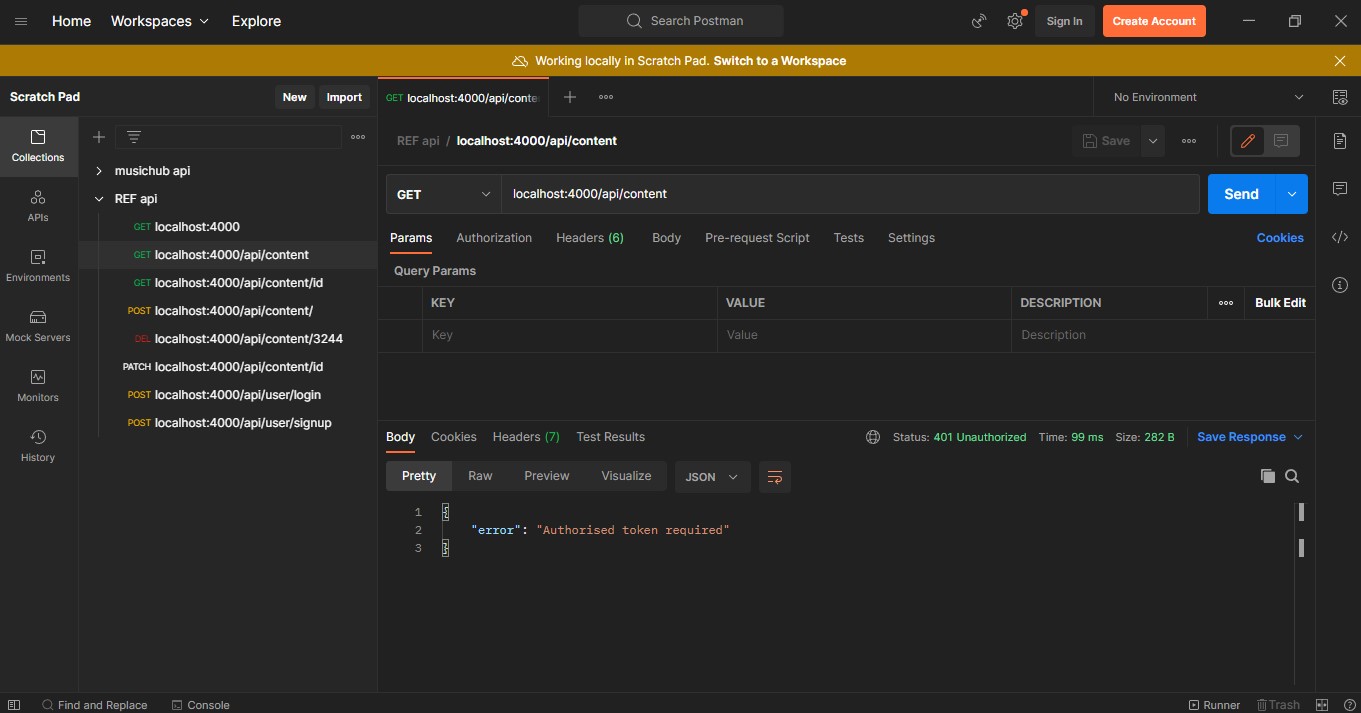 Home Workspaces Explore Search Postman Sign In Create Account
Working locally in Scratch Pad. Switch to a Workspace
Scratch Pad New Import GET localhost:4000/api/conte No Environment
REF api / localhost:4000/api/content Save
Collections
APIs
Environments
Mock Servers
Monitors
History
musichub api
REF api
GET localhost:4000
GET localhost:4000/api/content
GET localhost:4000/api/content/id
POST localhost:4000/api/content/
DEL localhost:4000/api/content/3244
PATCH localhost:4000/api/content/id
POST localhost:4000/api/user/login
POST localhost:4000/api/user/signup
GET localhost:4000/api/content Send
Params Authorization Headers (6) Body Pre-request Script Tests Settings Cookies
Query Params
KEY VALUE DESCRIPTION Bulk Edit
Key Value Description
Body Cookies Headers (7) Test Results Status: 401 Unauthorized Time: 99 ms Size: 282 B Save Response
Pretty Raw Preview Visualize JSON
1 {
2 "error": "Authorised token required"
3 }
Find and Replace Console Runner Trash